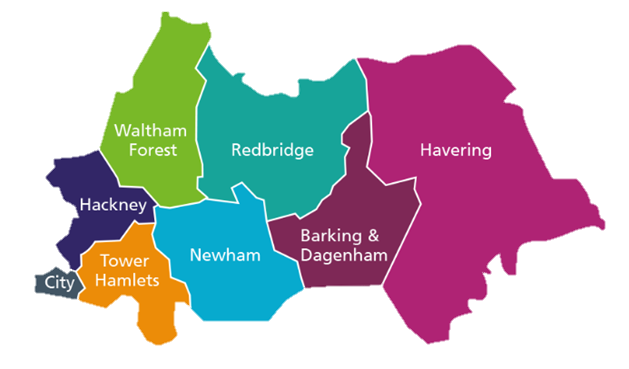 Waltham
Forest
Redbridge
Havering
Hackney
Newham
Barking &
Dagenham
Tower
Hamlets
City